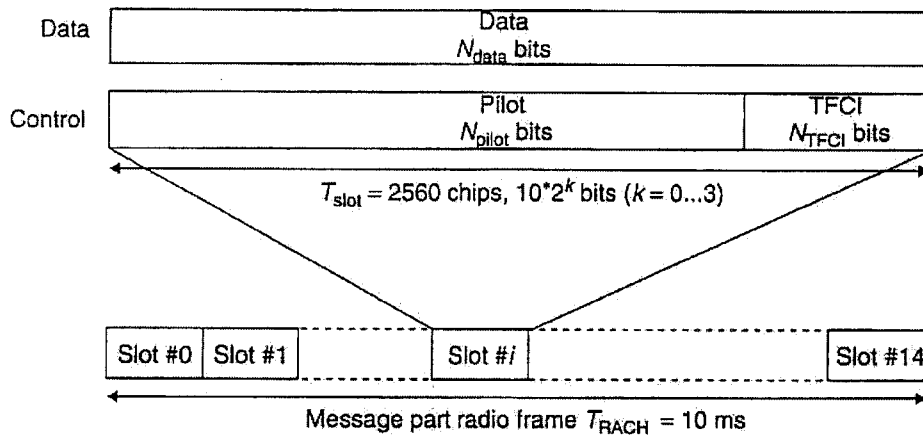 Data
Data
N_data bits
Control
Pilot
N_pilot bits
TFCI
N_TFCI bits
T_slot = 2560 chips, 10*2^k bits (k = 0...3)
Slot #0
Slot #1
Slot #i
Slot #14
Message part radio frame T_RACH = 10 ms